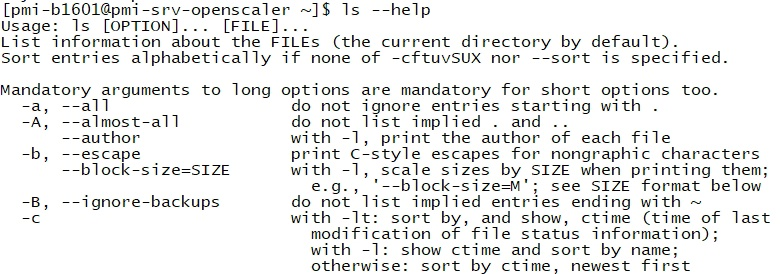 [pmi-b1601@pmi-srv-openscaler ~]$ ls --help
Usage: ls [OPTION]... [FILE]...
List information about the FILEs (the current directory by default).
Sort entries alphabetically if none of -cftuvSUX nor --sort is specified.

Mandatory arguments to long options are mandatory for short options too.
  -a, --all                  do not ignore entries starting with .
  -A, --almost-all           do not list implied . and ..
      --author               with -l, print the author of each file
  -b, --escape               print C-style escapes for nongraphic characters
      --block-size=SIZE      with -l, scale sizes by SIZE when printing them;
                               e.g., '--block-size=M'; see SIZE format below
  -B, --ignore-backups       do not list implied entries ending with ~
  -c                         with -lt: sort by, and show, ctime (time of last
                               modification of file status information);
                               with -l: show ctime and sort by name;
                               otherwise: sort by ctime, newest first